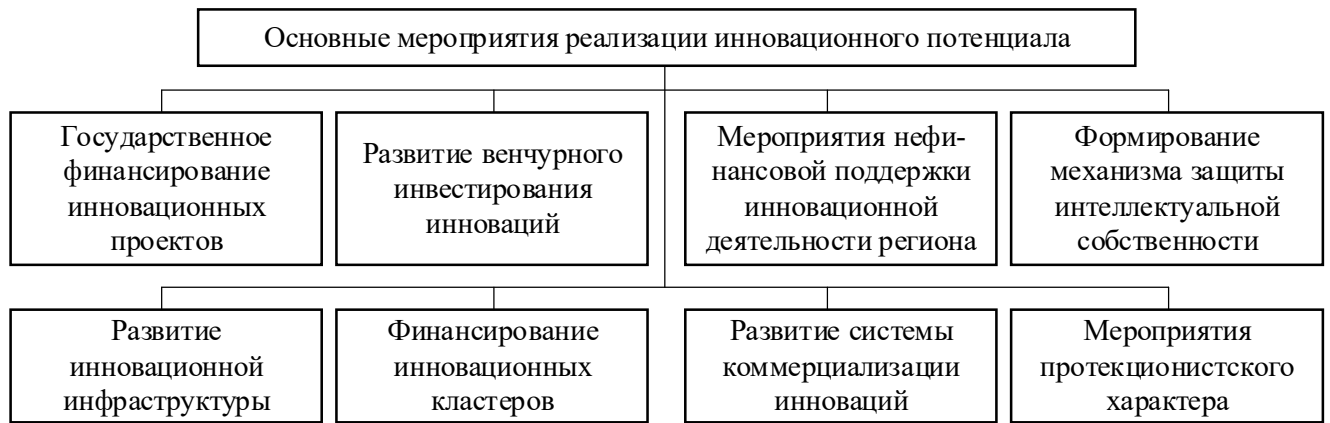 Основные мероприятия реализации инновационного потенциала
Государственное
финансирование
инновационных
проектов
Развитие венчурного
инвестирования
инноваций
Мероприятия нефи-
нансовой поддержки
инновационной
деятельности региона
Формирование
механизма защиты
интеллектуальной
собственности
Развитие
инновационной
инфраструктуры
Финансирование
инновационных
кластеров
Развитие системы
коммерциализации
инноваций
Мероприятия
протекционистского
характера